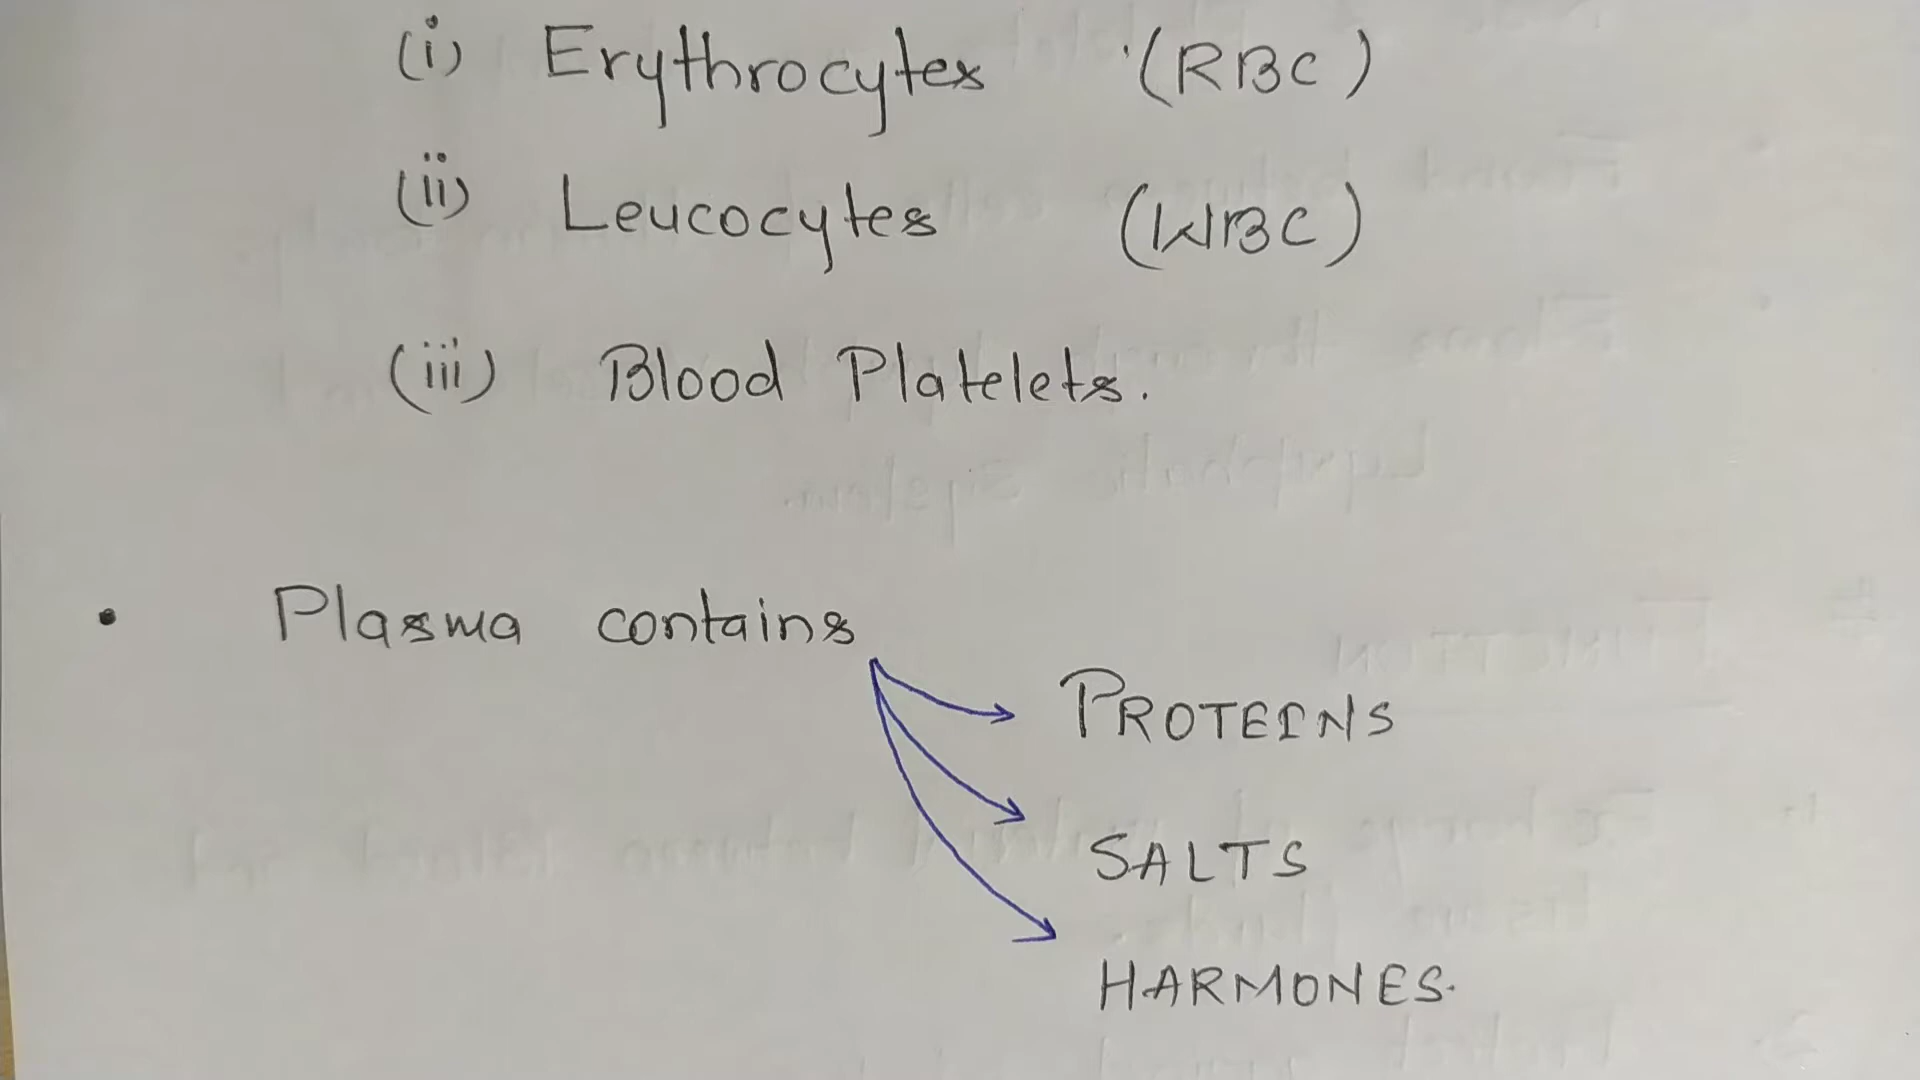 (i) Erythrocytes (RBC)
(ii) Leucocytes (WBC)
(iii) Blood Platelets.
• Plasma contains
PROTEINS
SALTS
HARMONES.